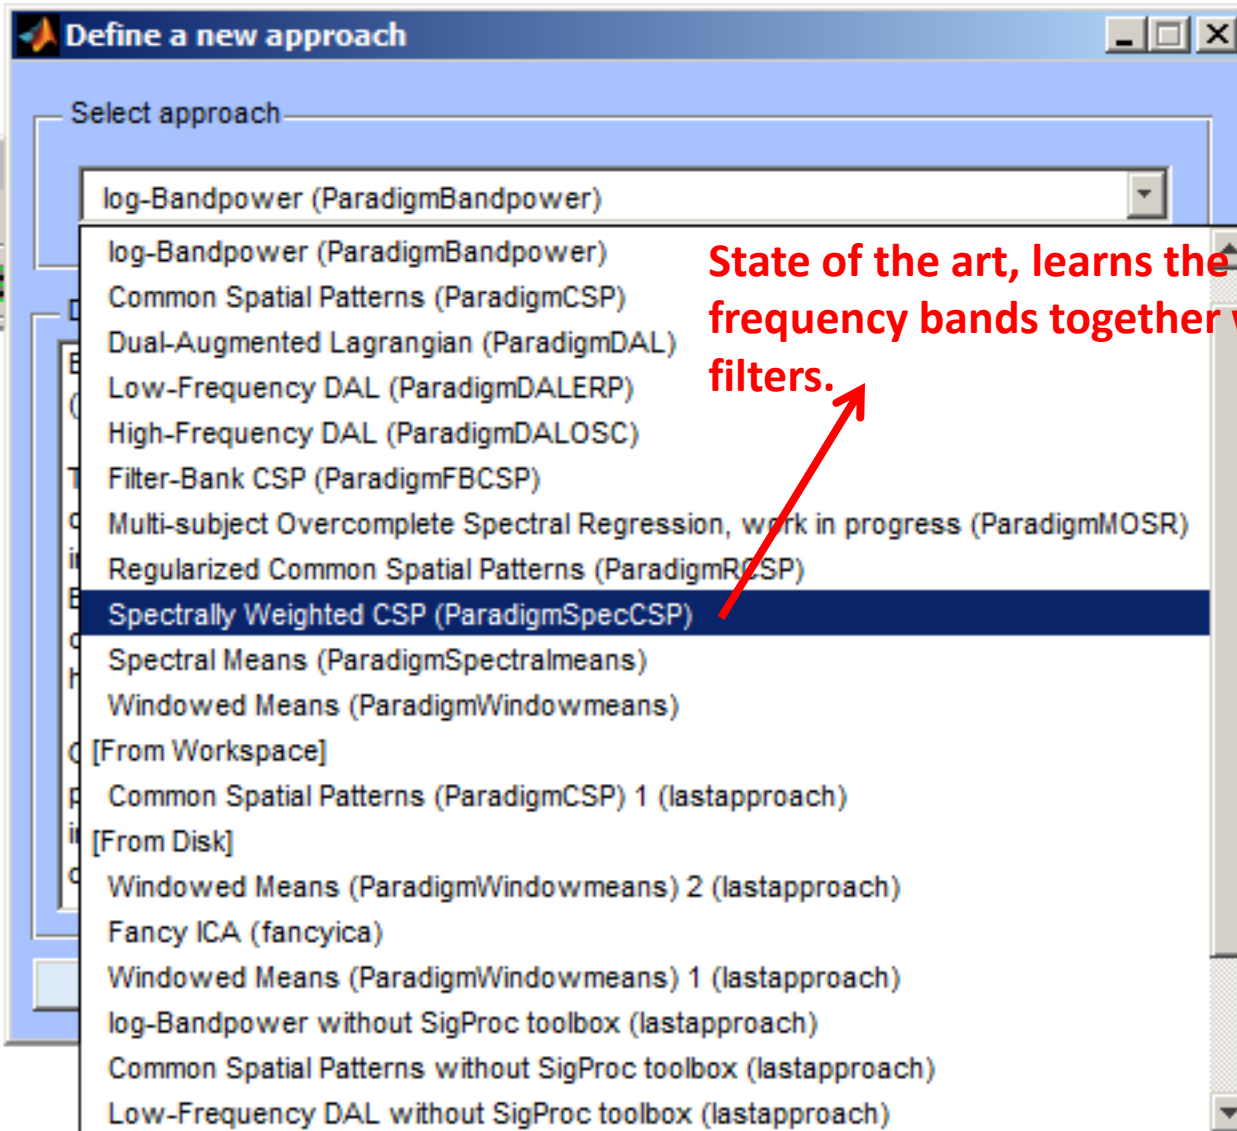 Define a new approach
Select approach
log-Bandpower (ParadigmBandpower)
log-Bandpower (ParadigmBandpower)
Common Spatial Patterns (ParadigmCSP)
Dual-Augmented Lagrangian (ParadigmDAL)
Low-Frequency DAL (ParadigmDALERP)
High-Frequency DAL (ParadigmDALOSC)
Filter-Bank CSP (ParadigmFBCSP)
Multi-subject Overcomplete Spectral Regression, work in progress (ParadigmMOSR)
Regularized Common Spatial Patterns (ParadigmRCSP)
Spectrally Weighted CSP (ParadigmSpecCSP)
Spectral Means (ParadigmSpectralmeans)
Windowed Means (ParadigmWindowmeans)
[From Workspace]
Common Spatial Patterns (ParadigmCSP) 1 (lastapproach)
[From Disk]
Windowed Means (ParadigmWindowmeans) 2 (lastapproach)
Fancy ICA (fancyica)
Windowed Means (ParadigmWindowmeans) 1 (lastapproach)
log-Bandpower without SigProc toolbox (lastapproach)
Common Spatial Patterns without SigProc toolbox (lastapproach)
Low-Frequency DAL without SigProc toolbox (lastapproach)
State of the art, learns the
frequency bands together
filters.